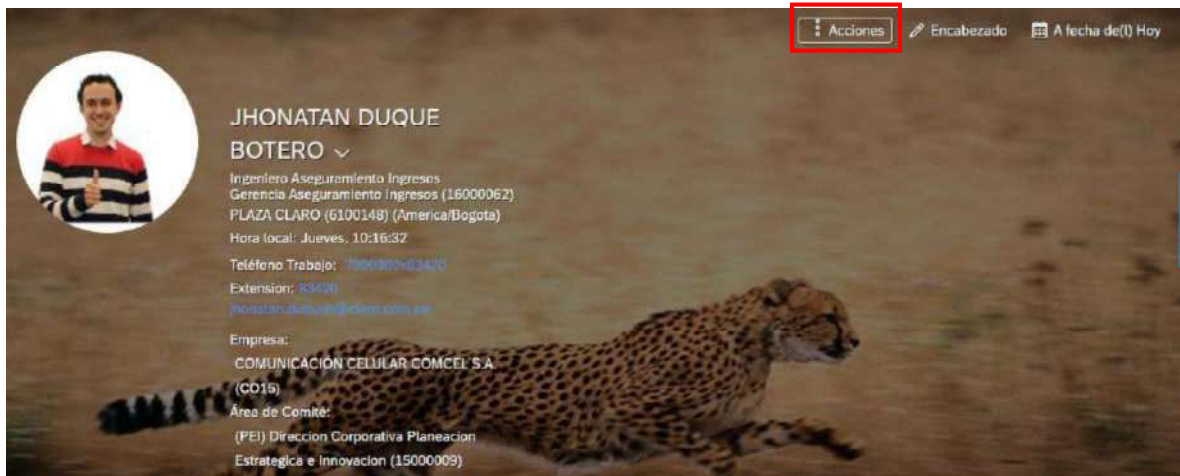 Acciones
Encabezado
A fecha de(l) Hoy
JHONATAN DUQUE
BOTERO
Ingeniero Aseguramiento Ingresos
Gerencia Aseguramiento Ingresos (16000062)
PLAZA CLARO (6100148) (America/Bogota)
Hora local: Jueves, 10:16:32
Teléfono Trabajo:
Extension: 83420
Empresa:
COMUNICACIÓN CELULAR COMCEL S.A.
(CO15)
Área de Comité:
(PEI) Direccion Corporativa Planeacion
Estrategica e Innovacion (15000009)